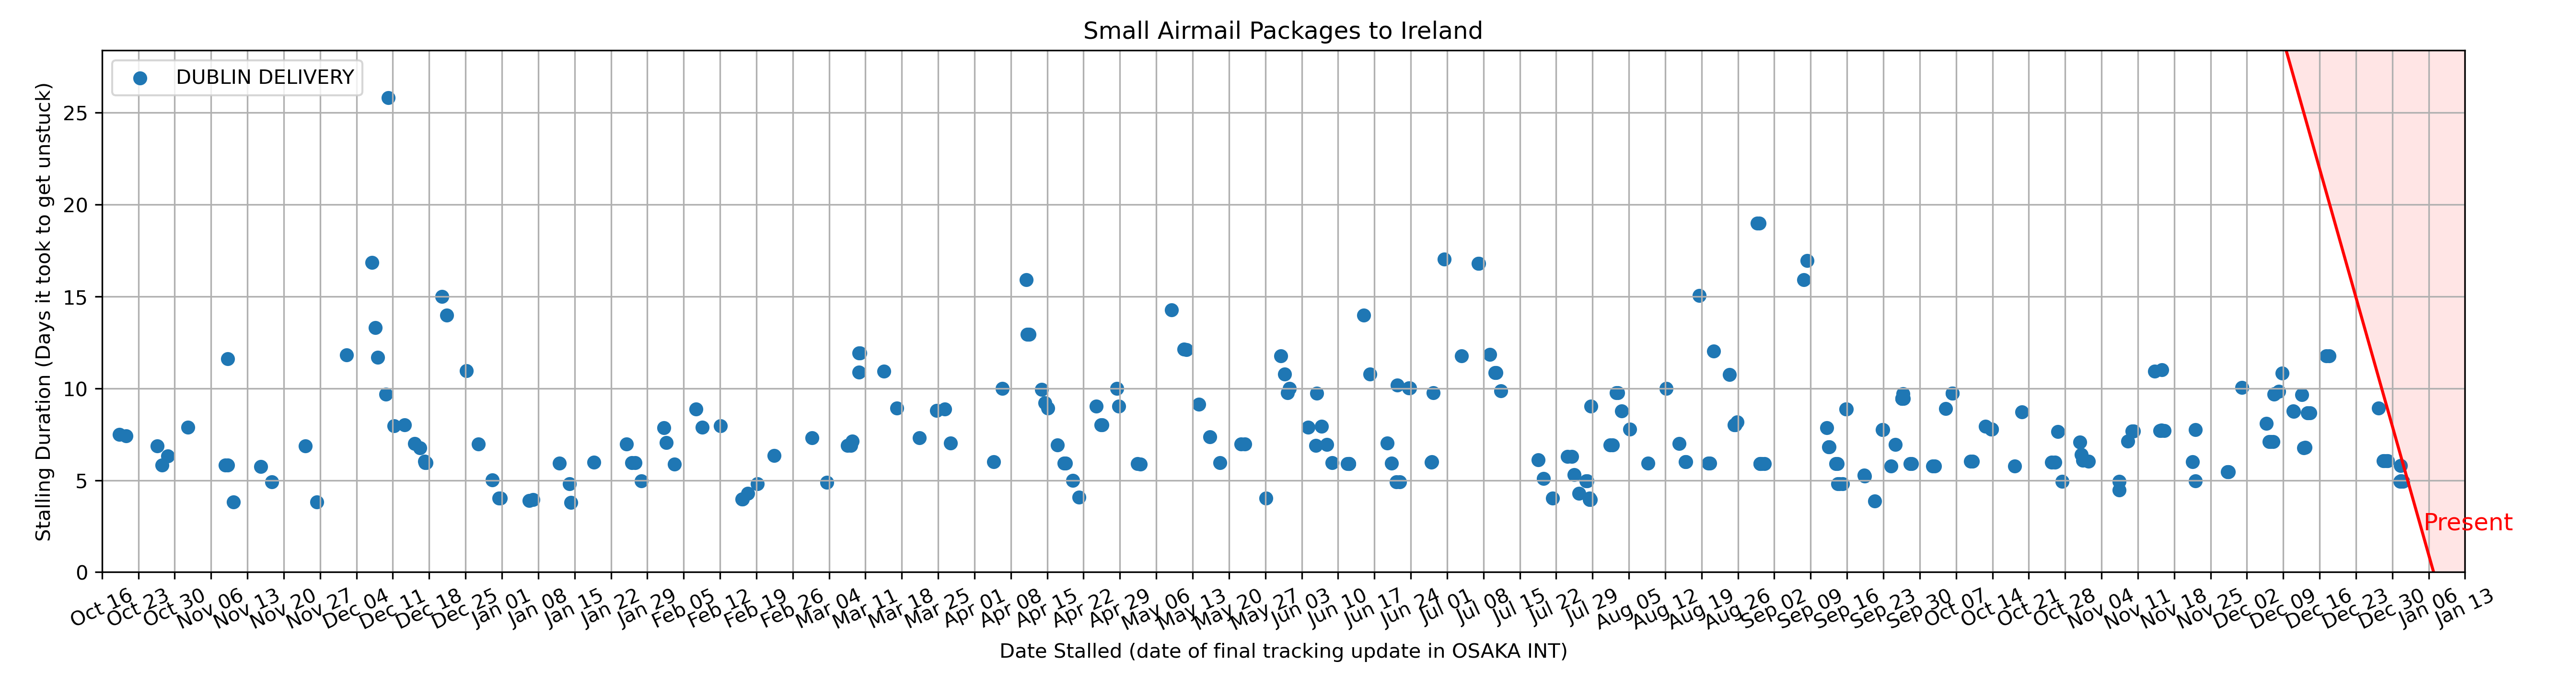 Small Airmail Packages to Ireland
DUBLIN DELIVERY
Stalling Duration (Days it took to get unstuck)
25
20
15
10
5
0
Present
Oct 16 Oct 23 Oct 30 Nov 06 Nov 13 Nov 20 Nov 27 Dec 04 Dec 11 Dec 18 Dec 25 Jan 01 Jan 08 Jan 15 Jan 22 Jan 29 Feb 05 Feb 12 Feb 19 Feb 26 Mar 04 Mar 11 Mar 18 Mar 25 Apr 01 Apr 08 Apr 15 Apr 22 Apr 29 May 06 May 13 May 20 May 27 Jun 03 Jun 10 Jun 17 Jun 24 Jul 01 Jul 08 Jul 15 Jul 22 Jul 29 Aug 05 Aug 12 Aug 19 Aug 26 Sep 02 Sep 09 Sep 16 Sep 23 Sep 30 Oct 07 Oct 14 Oct 21 Oct 28 Nov 04 Nov 11 Nov 18 Nov 25 Dec 02 Dec 09 Dec 16 Dec 23 Dec 30 Jan 06 Jan 13
Date Stalled (date of final tracking update in OSAKA INT)